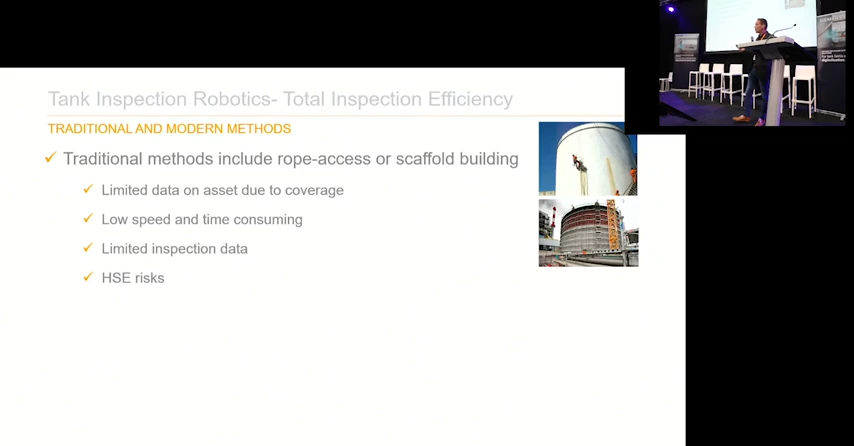 Tank Inspection Robotics- Total Inspection Efficiency
TRADITIONAL AND MODERN METHODS
Traditional methods include rope-access or scaffold building
Limited data on asset due to coverage
Low speed and time consuming
Limited inspection data
HSE risks